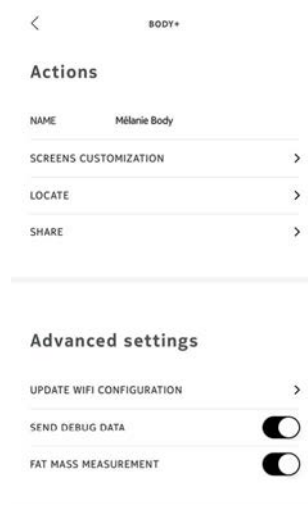 BODY+
Actions
NAME Mélanie Body
SCREENS CUSTOMIZATION
LOCATE
SHARE
Advanced settings
UPDATE WIFI CONFIGURATION
SEND DEBUG DATA
FAT MASS MEASUREMENT